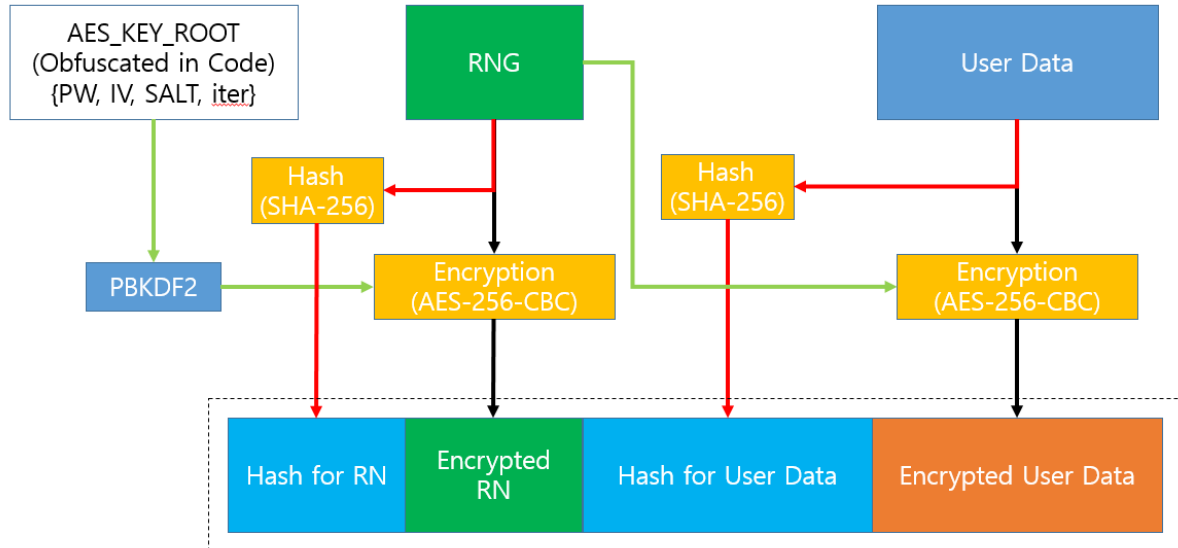 AES_KEY_ROOT
(Obfuscated in Code)
{PW, IV, SALT, iter}
RNG
User Data
Hash
(SHA-256)
Hash
(SHA-256)
PBKDF2
Encryption
(AES-256-CBC)
Encryption
(AES-256-CBC)
Hash for RN
Encrypted
RN
Hash for User Data
Encrypted User Data